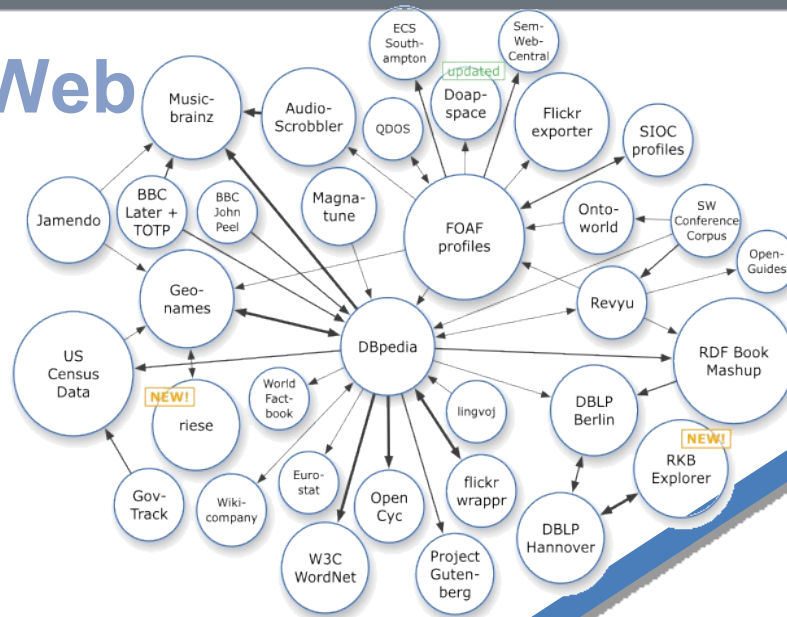 Web
ECS
South-
ampton
Sem-
Web-
Central
updated
Doap-
space
Music-
brainz
Audio-
Scrobbler
QDOS
Flickr
exporter
SIOC
profiles
Jamendo
BBC
Later +
TOTP
BBC
John
Peel
Magna-
tune
FOAF
profiles
Onto-
world
SW
Conference
Corpus
Open-
Guides
Geo-
names
Revyu
DBpedia
US
Census
Data
RDF Book
Mashup
NEW!
riese
World
Fact-
book
lingvoj
DBLP
Berlin
NEW!
RKB
Explorer
Gov-
Track
Wiki-
company
Euro-
stat
Open
Cyc
flickr
wrappr
DBLP
Hannover
W3C
WordNet
Project
Guten-
berg